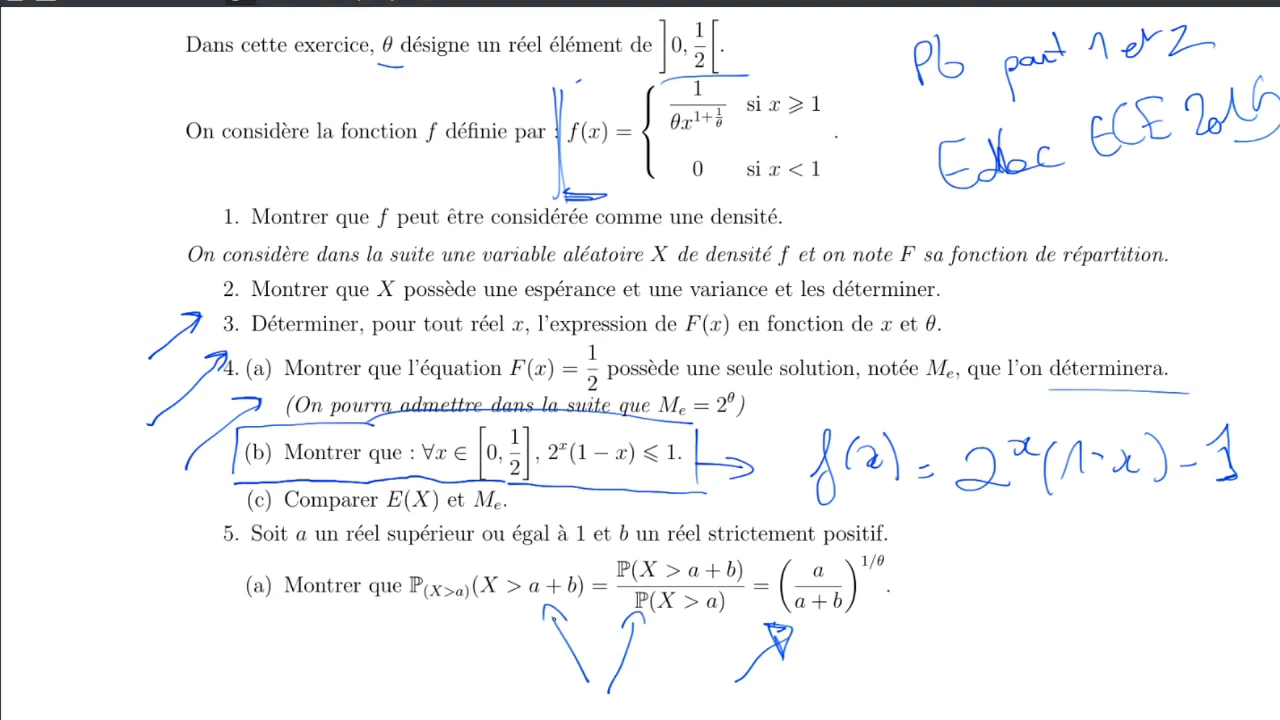 Dans cette exercice, θ désigne un réel élément de ]0, 1/2[.
Pb part 1 et 2
On considère la fonction f définie par : f(x) = { 1/(θx^{1+1/θ}) si x ⩾ 1
0 si x < 1 .
ECE 2016
1. Montrer que f peut être considérée comme une densité.
On considère dans la suite une variable aléatoire X de densité f et on note F sa fonction de répartition.
2. Montrer que X possède une espérance et une variance et les déterminer.
3. Déterminer, pour tout réel x, l'expression de F(x) en fonction de x et θ.
4. (a) Montrer que l'équation F(x) = 1/2 possède une seule solution, notée M_e, que l'on déterminera.
(On pourra admettre dans la suite que M_e = 2^θ)
(b) Montrer que : ∀x ∈ [0, 1/2], 2^x(1 − x) ⩽ 1.
f(x) = 2^x(1-x) - 1
(c) Comparer E(X) et M_e.
5. Soit a un réel supérieur ou égal à 1 et b un réel strictement positif.
(a) Montrer que ℙ_{(X>a)}(X > a + b) = ℙ(X > a + b)/ℙ(X > a) = (a/(a + b))^{1/θ}.